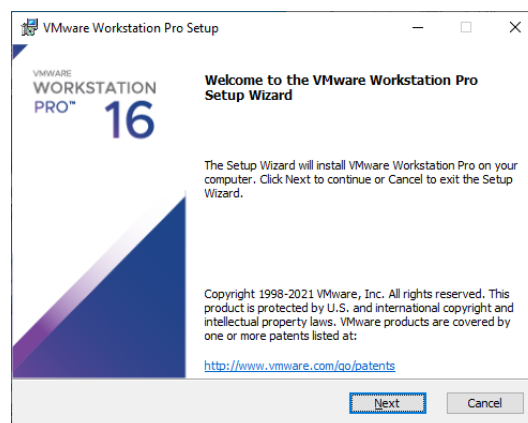 VMware Workstation Pro Setup
VMWARE
WORKSTATION
PRO™ 16
Welcome to the VMware Workstation Pro
Setup Wizard
The Setup Wizard will install VMware Workstation Pro on your
computer. Click Next to continue or Cancel to exit the Setup
Wizard.
Copyright 1998-2021 VMware, Inc. All rights reserved. This
product is protected by U.S. and international copyright and
intellectual property laws. VMware products are covered by
one or more patents listed at:
http://www.vmware.com/go/patents
Next Cancel